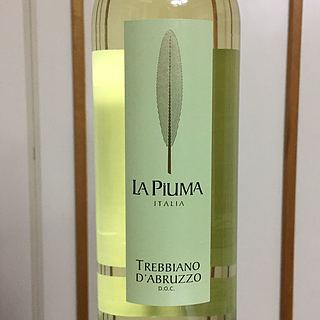 LA PiUMA
ITALIA
TREBBIANO
D'ABRUZZO
D.O.C.